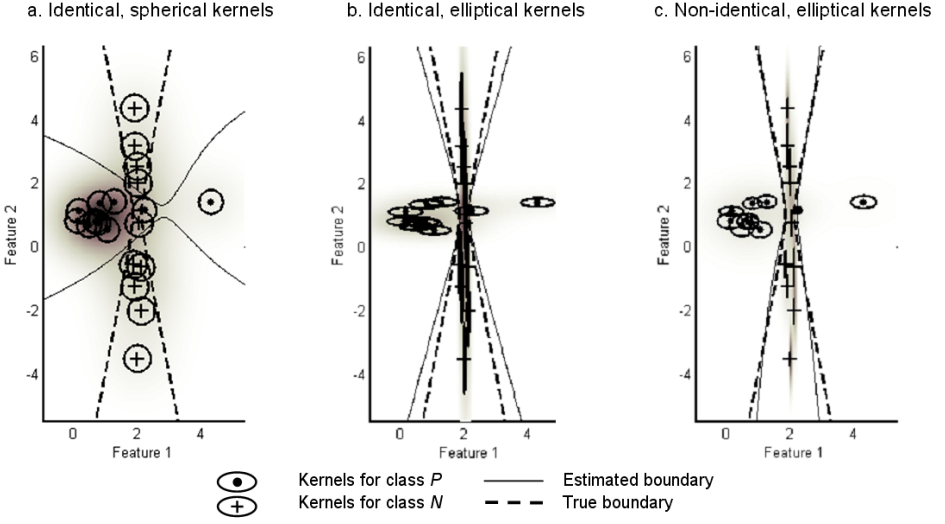 a. Identical, spherical kernels
b. Identical, elliptical kernels
c. Non-identical, elliptical kernels
6
4
2
0
-2
-4
Feature 2
0 2 4
Feature 1
6
4
2
0
-2
-4
Feature 2
0 2 4
Feature 1
6
4
2
0
-2
-4
Feature 2
0 2 4
Feature 1
Kernels for class P
Estimated boundary
Kernels for class N
True boundary